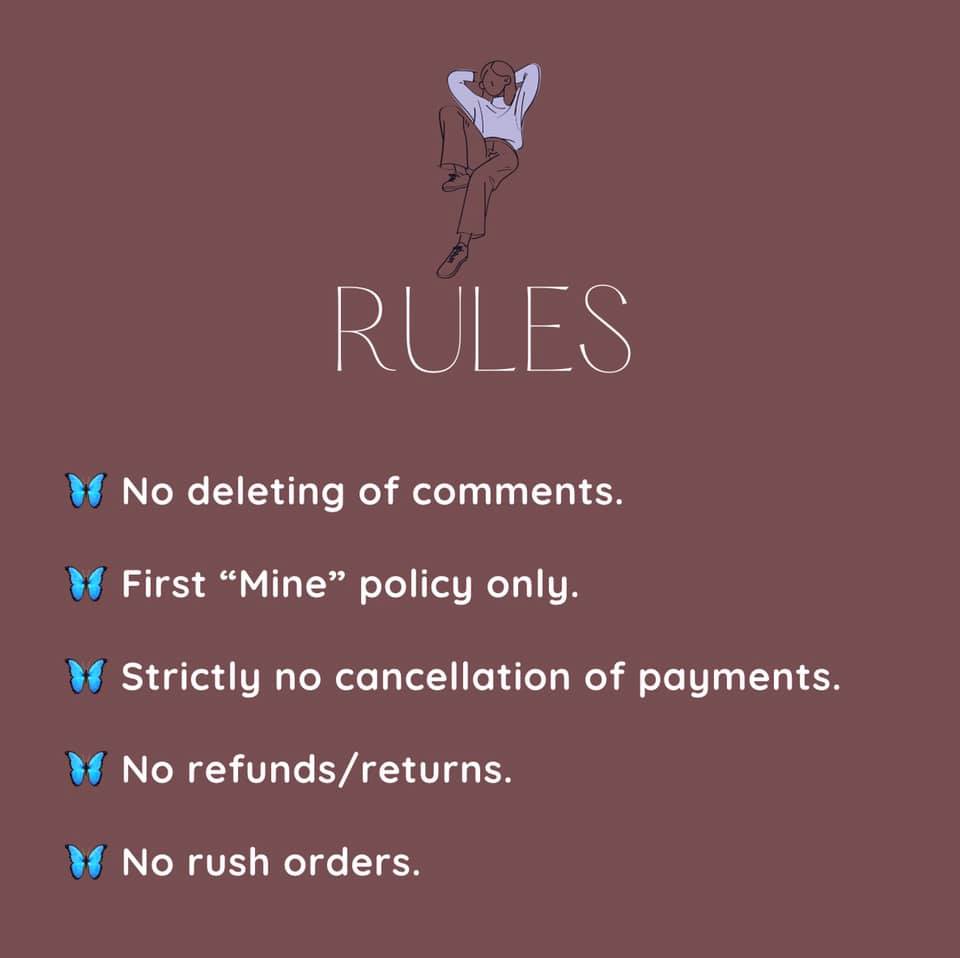 RULES
🦋 No deleting of comments.
🦋 First “Mine” policy only.
🦋 Strictly no cancellation of payments.
🦋 No refunds/returns.
🦋 No rush orders.